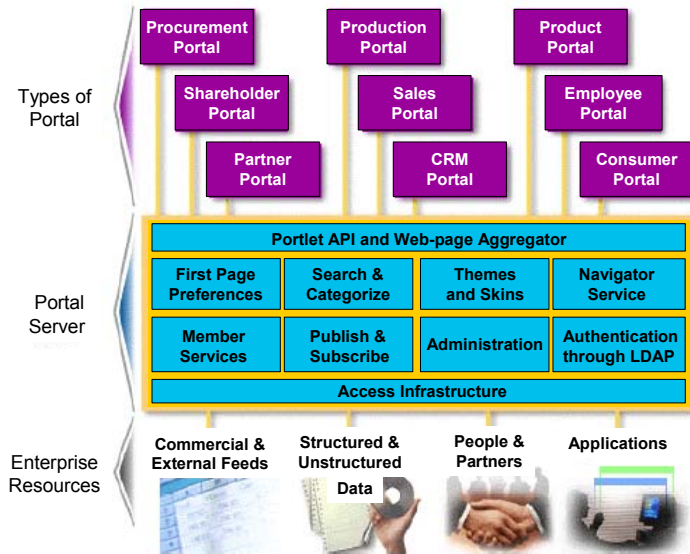 Procurement
Portal
Production
Portal
Product
Portal
Types of
Portal
Shareholder
Portal
Sales
Portal
Employee
Portal
Partner
Portal
CRM
Portal
Consumer
Portal
Portal
Server
Portlet API and Web-page Aggregator
First Page
Preferences
Search &
Categorize
Themes
and Skins
Navigator
Service
Member
Services
Publish &
Subscribe
Administration
Authentication
through LDAP
Access Infrastructure
Enterprise
Resources
Commercial &
External Feeds
Structured &
Unstructured
Data
People &
Partners
Applications